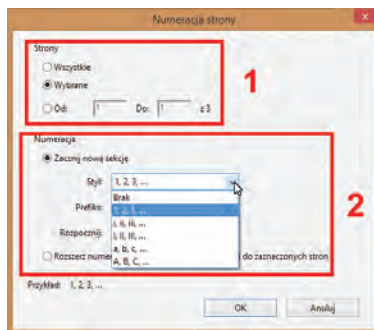 Numeracja strony
x
Strony
Wszystkie
Wybrane
Od: 1 Do: 1 z 3
1
Numeracja
Zacznij nową sekcję
Styl: 1, 2, 3, ...
Brak
Prefiks: 1, 2, 3, ...
i, ii, iii, ...
Rozpocznij: I, II, III, ...
a, b, c, ...
Rozszerz nume A, B, C, ... do zaznaczonych stron
2
Przykład: 1, 2, 3, ...
OK Anuluj